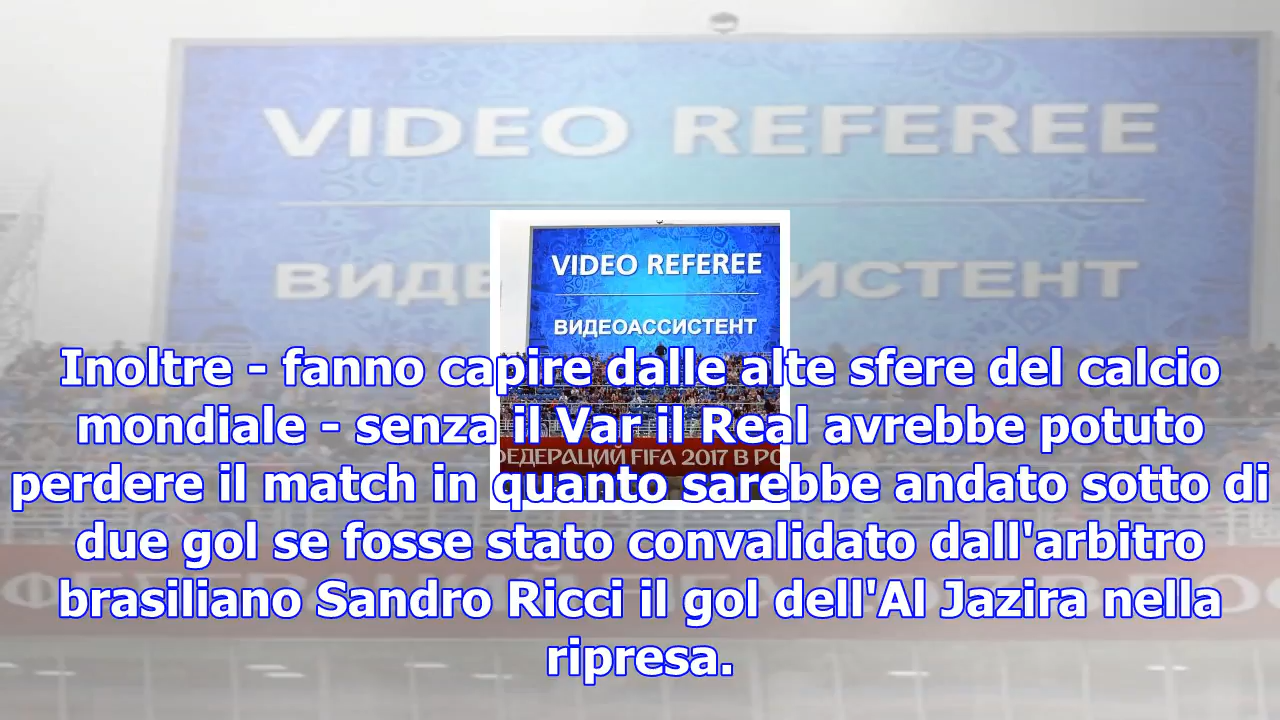 VIDEO REFEREE
VIDEO REFEREE
ВИДЕОАССИСТЕНТ
Inoltre - fanno capire dalle alte sfere del calcio
mondiale - senza il Var il Real avrebbe potuto
ФЕДЕРАЦИЙ FIFA 2017 В РО
perdere il match in quanto sarebbe andato sotto di
due gol se fosse stato convalidato dall'arbitro
brasiliano Sandro Ricci il gol dell'Al Jazira nella
ripresa.